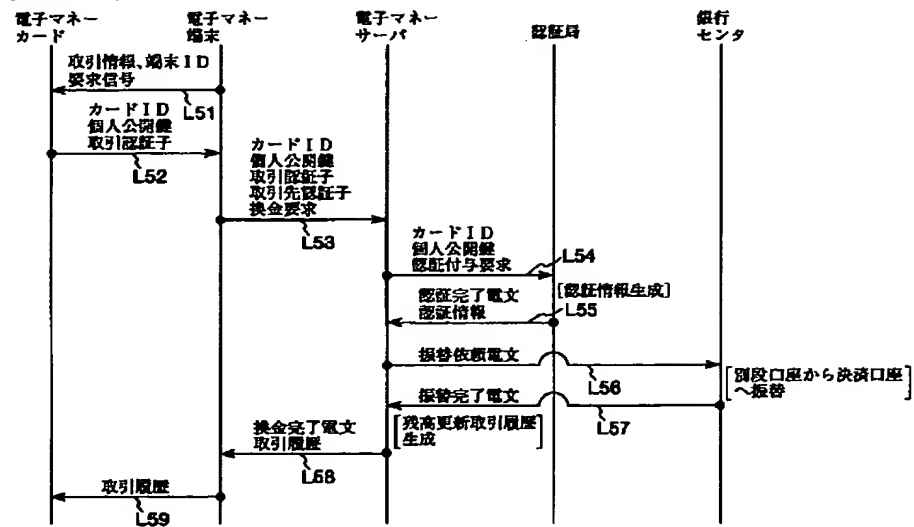 電子マネー
カード
電子マネー
端末
電子マネー
サーバ
認証局
銀行
センタ
取引情報、端末ID
要求信号
L51
カードID
個人公開鍵
取引認証子
L52
カードID
個人公開鍵
取引認証子
取引先認証子
換金要求
L53
カードID
個人公開鍵
認証付与要求
L54
[認証情報生成]
認証完了電文
認証情報
L55
振替依頼電文
L56
[別段口座から決済口座
へ振替]
振替完了電文
L57
[残高更新取引履歴
生成]
換金完了電文
取引履歴
L58
取引履歴
L59